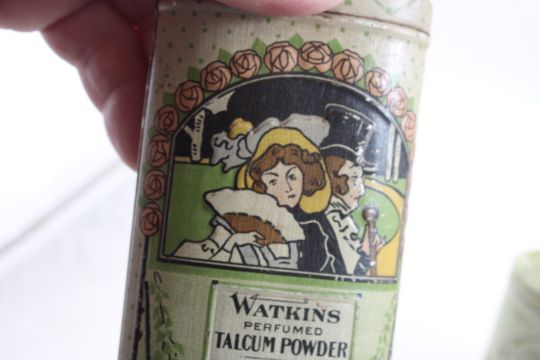 WATKINS
PERFUMED
TALCUM POWDER